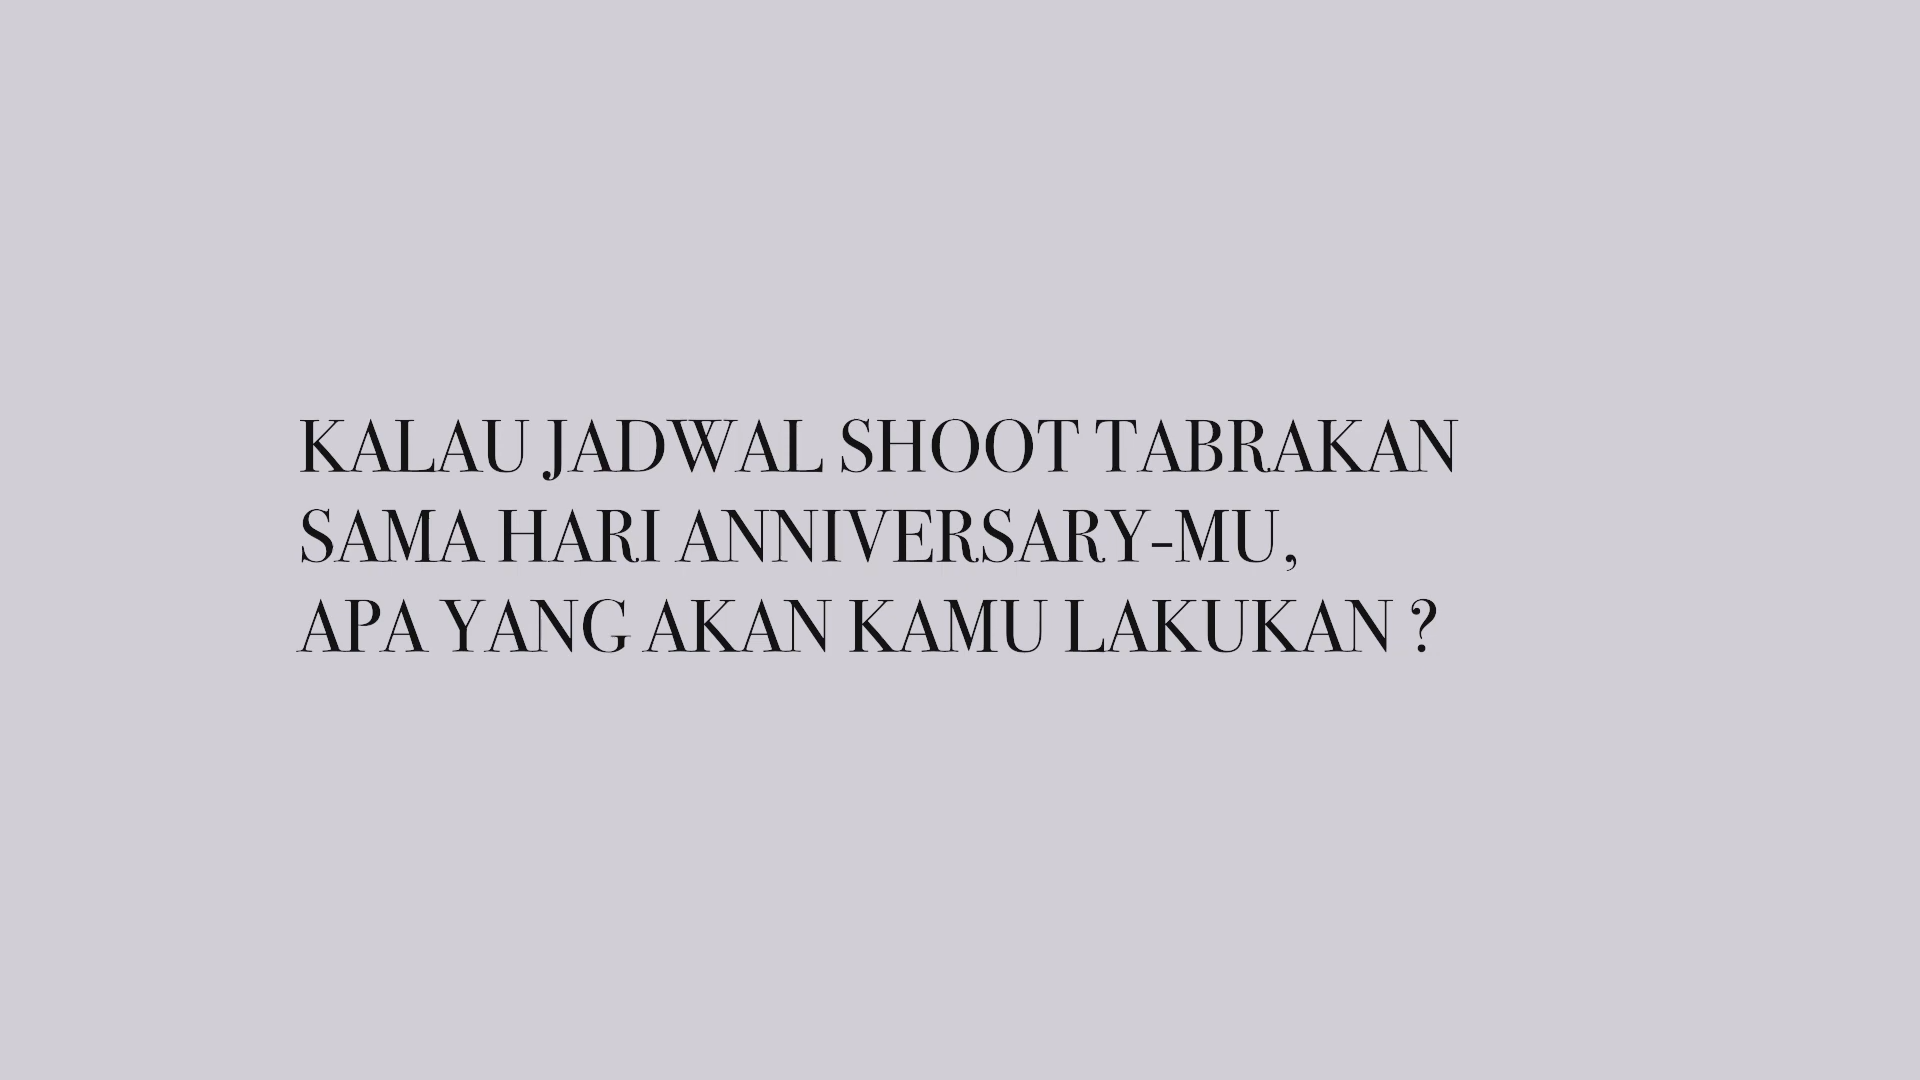 KALAU JADWAL SHOOT TABRAKAN
SAMA HARI ANNIVERSARY-MU,
APA YANG AKAN KAMU LAKUKAN ?